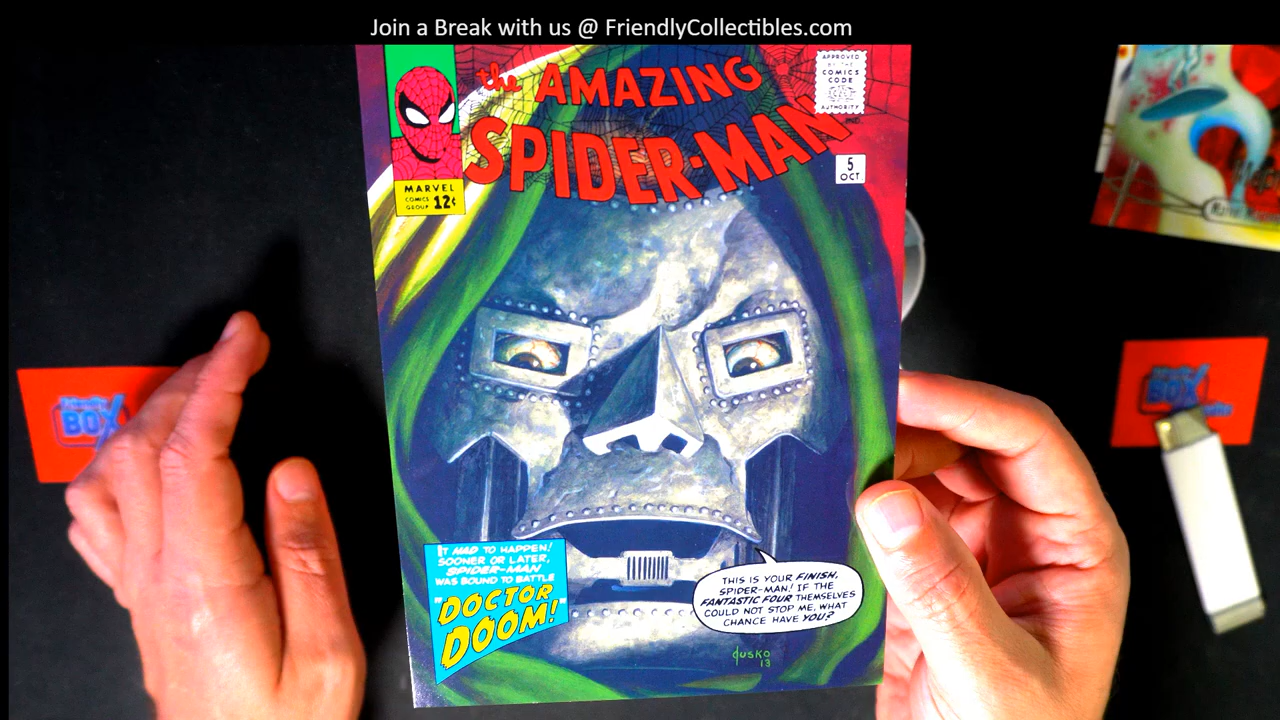 Join a Break with us @ FriendlyCollectibles.com
the AMAZING
SPIDER-MAN
APPROVED
BY THE
COMICS
CODE
AUTHORITY
MARVEL
COMICS
GROUP
12¢
IND.
5
OCT.
IT HAD TO HAPPEN!
SOONER OR LATER,
SPIDER-MAN
WAS BOUND TO BATTLE
"DOCTOR
DOOM!"
THIS IS YOUR FINISH,
SPIDER-MAN! IF THE
FANTASTIC FOUR THEMSELVES
COULD NOT STOP ME, WHAT
CHANCE HAVE YOU?
JUSKO
13
BOX
BOX